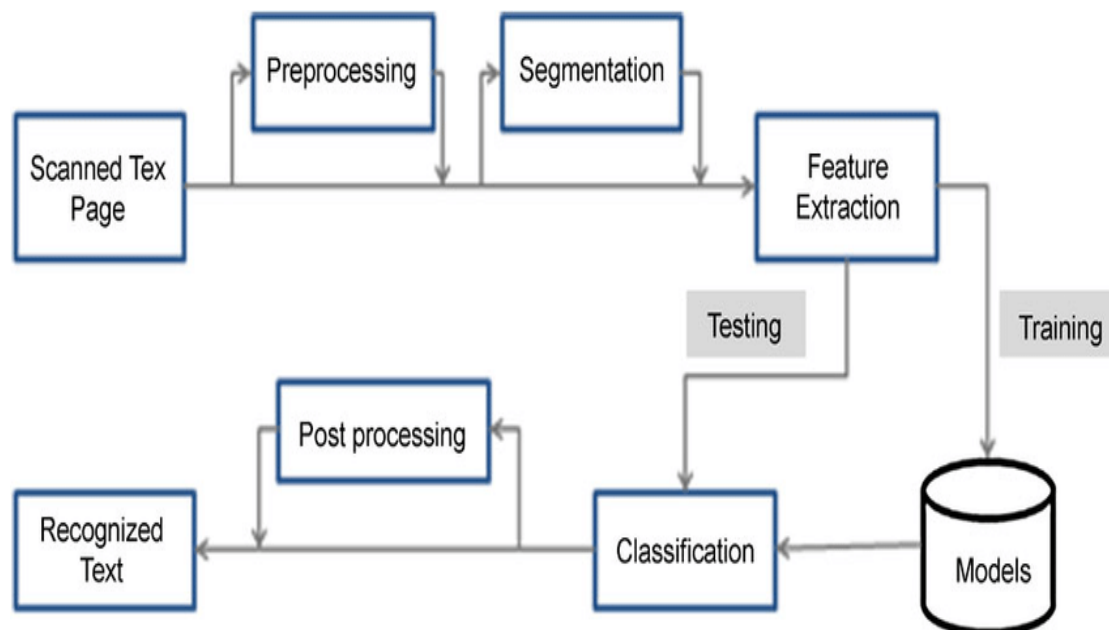 Preprocessing
Segmentation
Scanned Tex
Page
Feature
Extraction
Testing
Training
Post processing
Recognized
Text
Classification
Models